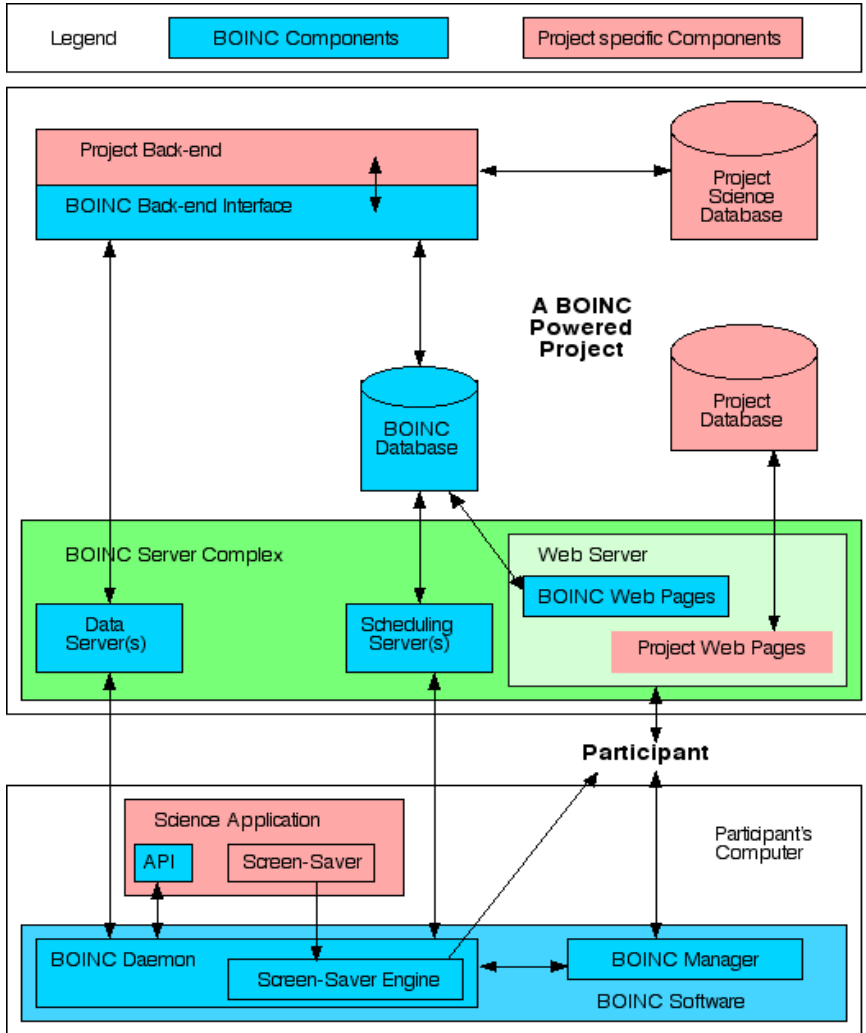 Legend
BOINC Components
Project specific Components
Project Back-end
BOINC Back-end Interface
Project
Science
Database
A BOINC
Powered
Project
BOINC
Database
Project
Database
BOINC Server Complex
Web Server
BOINC Web Pages
Data
Server(s)
Scheduling
Server(s)
Project Web Pages
Participant
Science Application
Participant's
Computer
API
Screen-Saver
BOINC Daemon
Screen-Saver Engine
BOINC Manager
BOINC Software